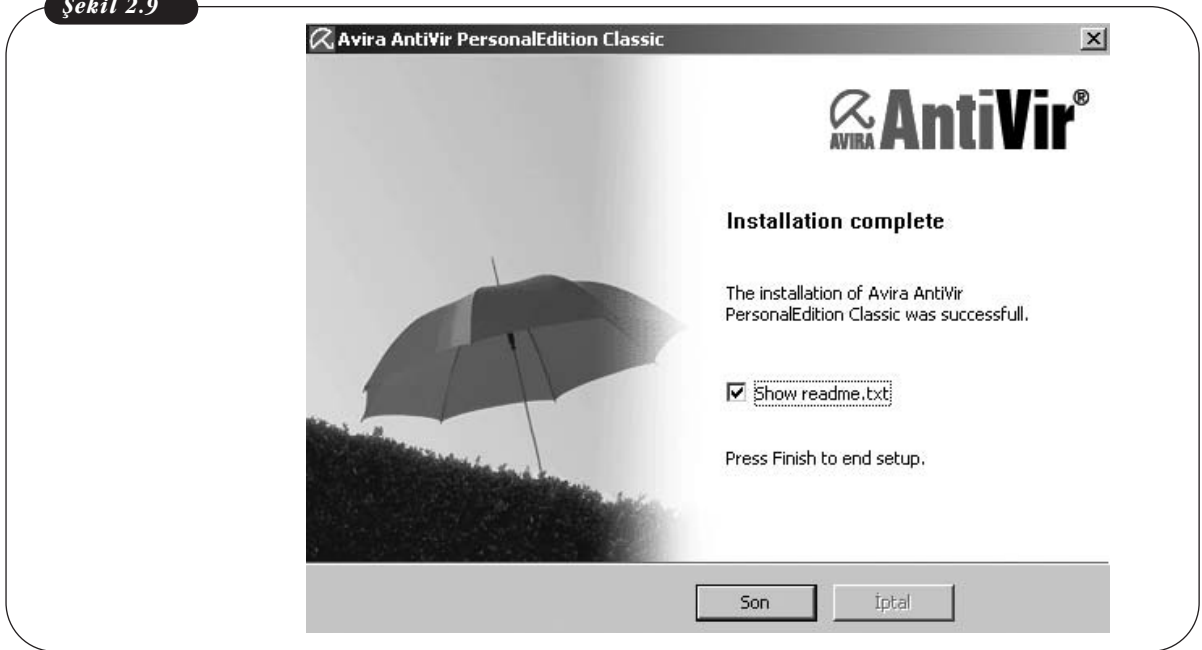 Şekil 2.9
Avira AntiVir PersonalEdition Classic
AVIRA AntiVir®
Installation complete
The installation of Avira AntiVir
PersonalEdition Classic was successfull.
Show readme.txt
Press Finish to end setup.
Son İptal